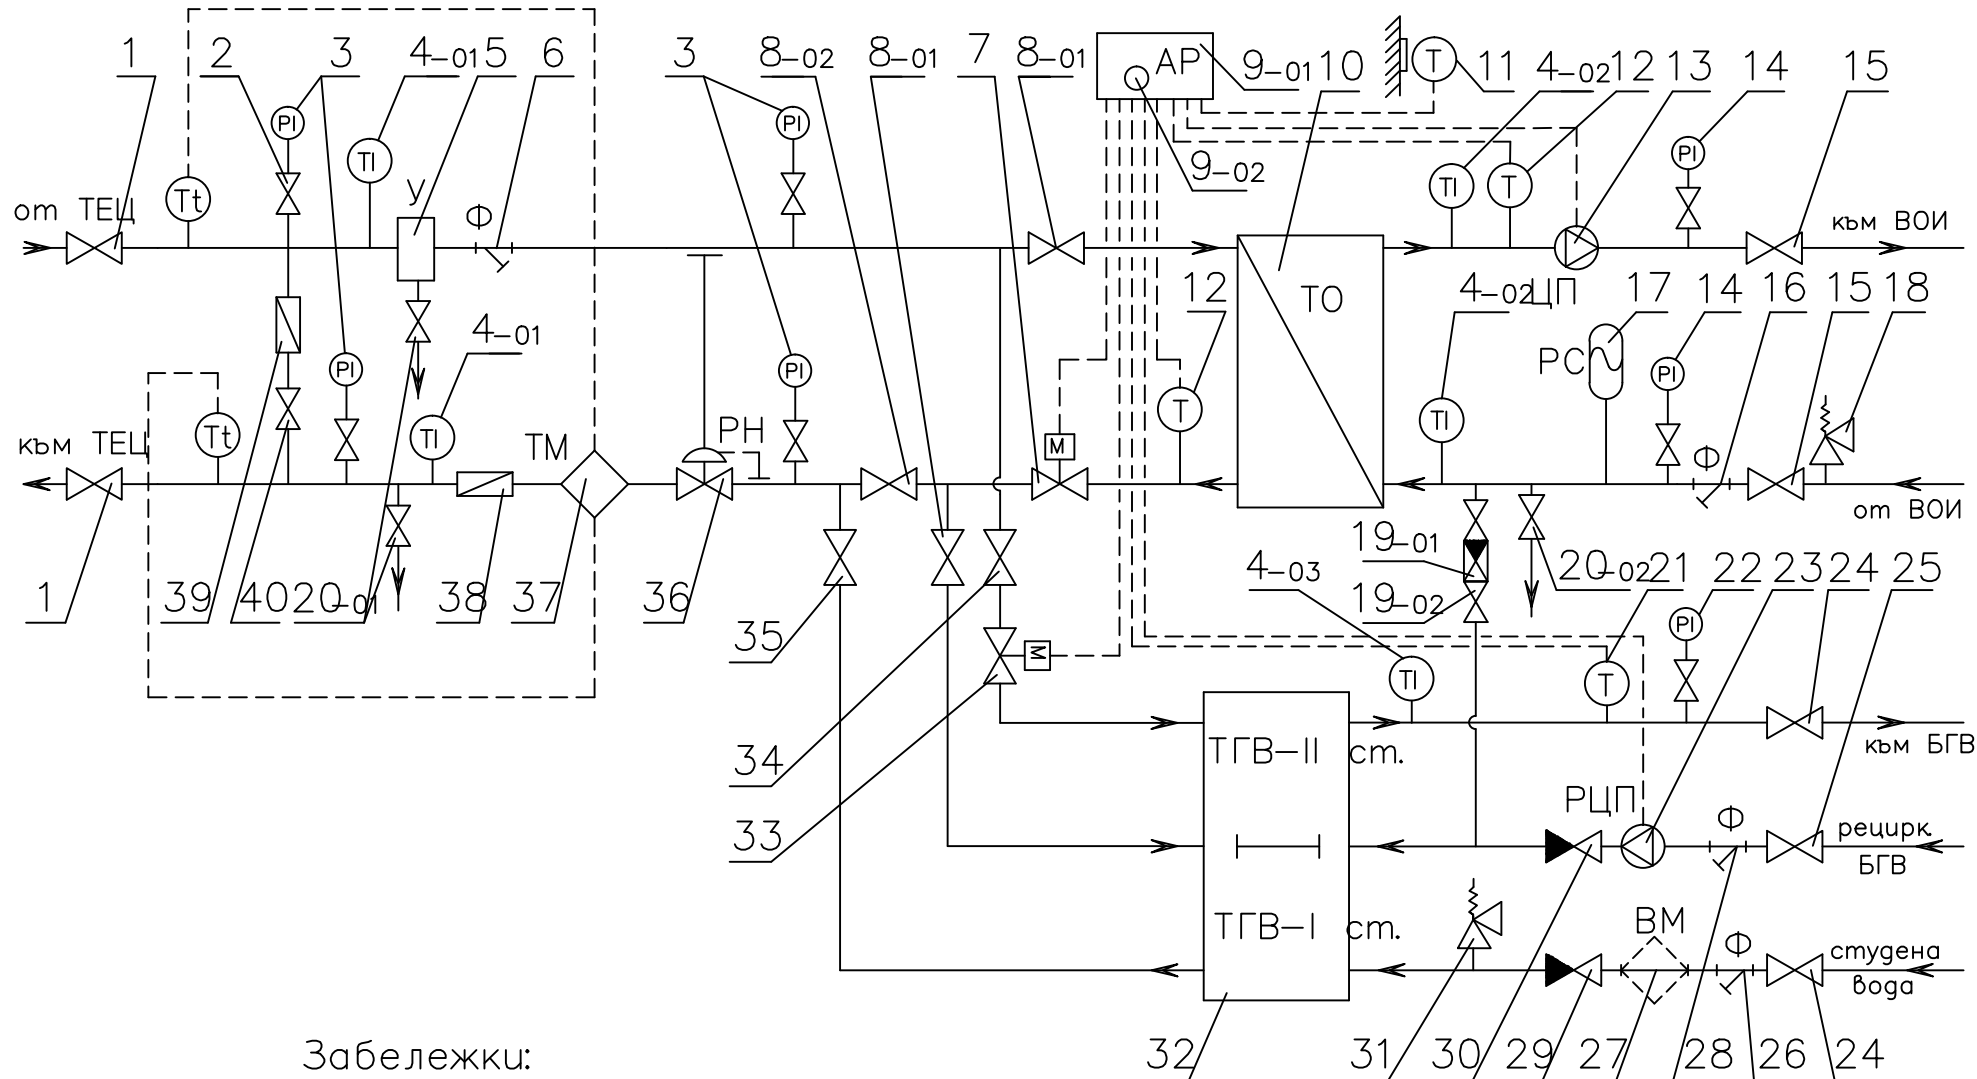 1 2 3 4-01 5 6 3 8-02 8-01 7 8-01 АР 9-01 10 Т 11 4-02 12 13 14 15
PI TI PI PI
9-02 TI Т
Tt У Ф
от ТЕЦ към ВОИ
ТО 12 4-02 ЦП 17 14 16 15 18
4-01 РС PI
PI PI Т TI
Tt TI ТМ РН М Ф
към ТЕЦ
от ВОИ
19-01
4-03 20-02 21 22 23 24 25
1 39 40 20-01 38 37 36 19-02
35 PI
М TI Т
34 ТГВ-II ст. към БГВ
33 РЦП Ф рецирк.
БГВ
ТГВ-I ст. ВМ Ф студена
вода
32 31 30 29 27 28 26 24
Забележки: